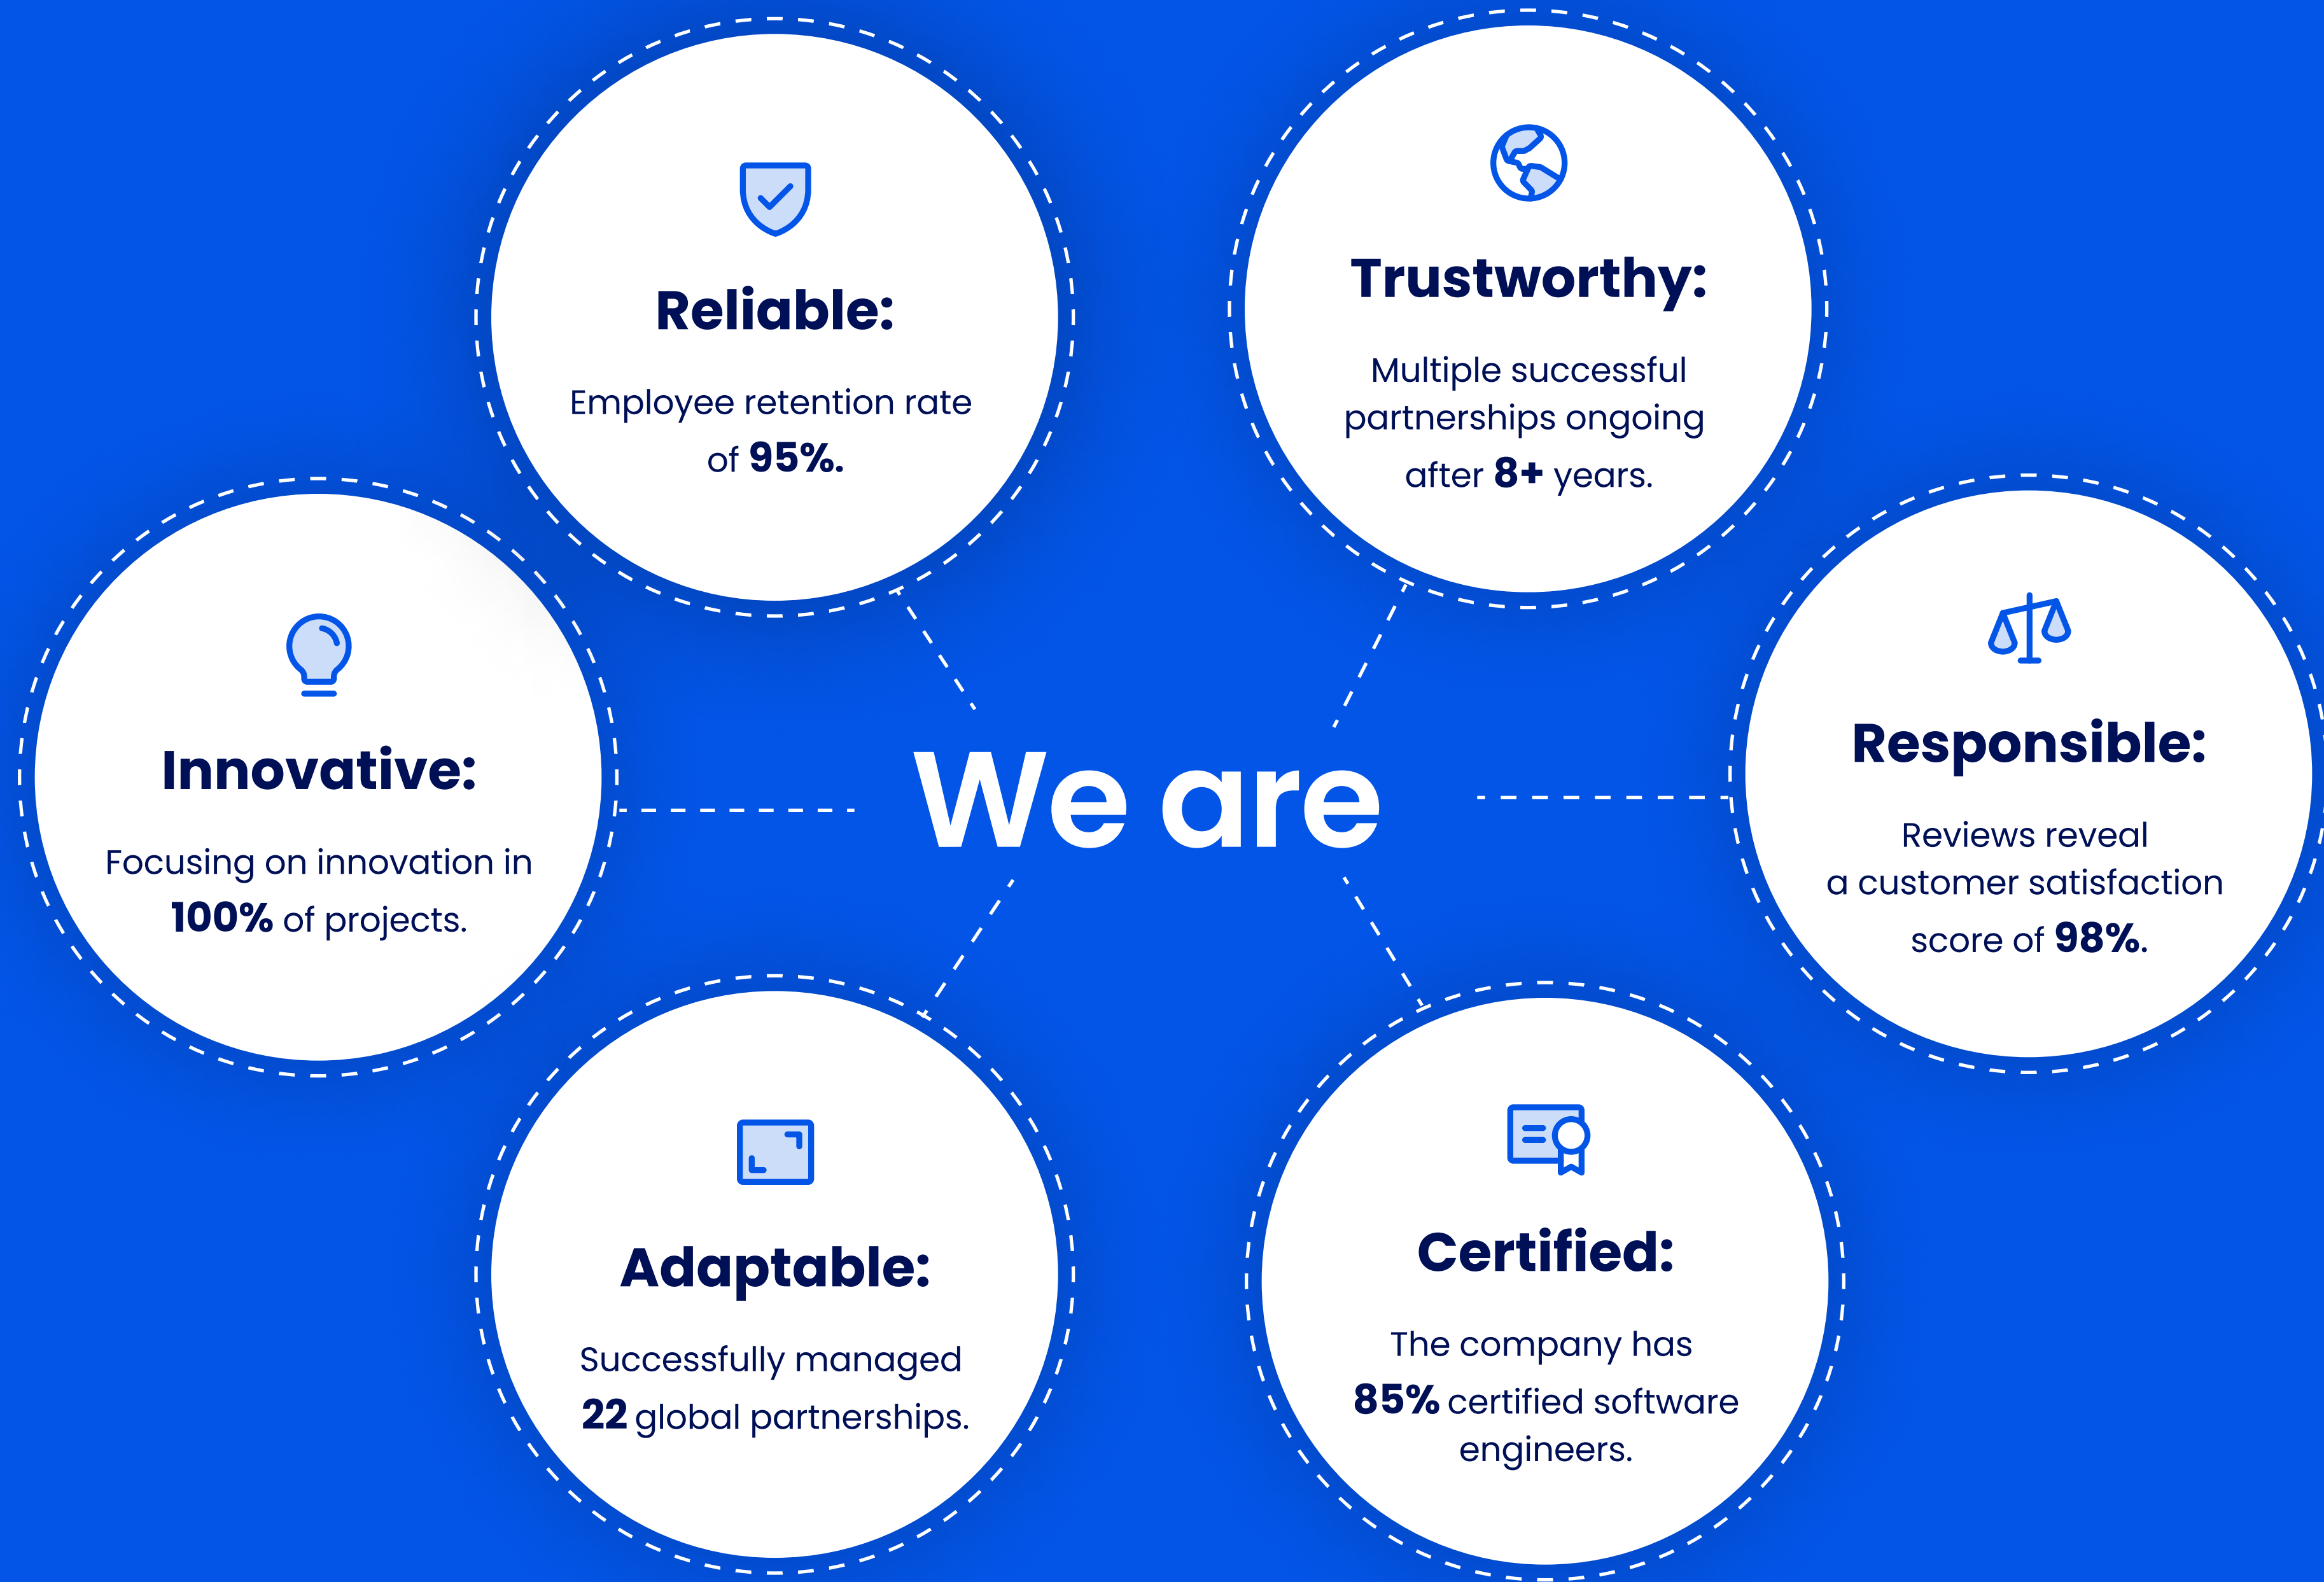 Reliable:
Employee retention rate
of 95%.
Trustworthy:
Multiple successful
partnerships ongoing
after 8+ years.
Innovative:
Focusing on innovation in
100% of projects.
We are
Responsible:
Reviews reveal
a customer satisfaction
score of 98%.
Adaptable:
Successfully managed
22 global partnerships.
Certified:
The company has
85% certified software
engineers.